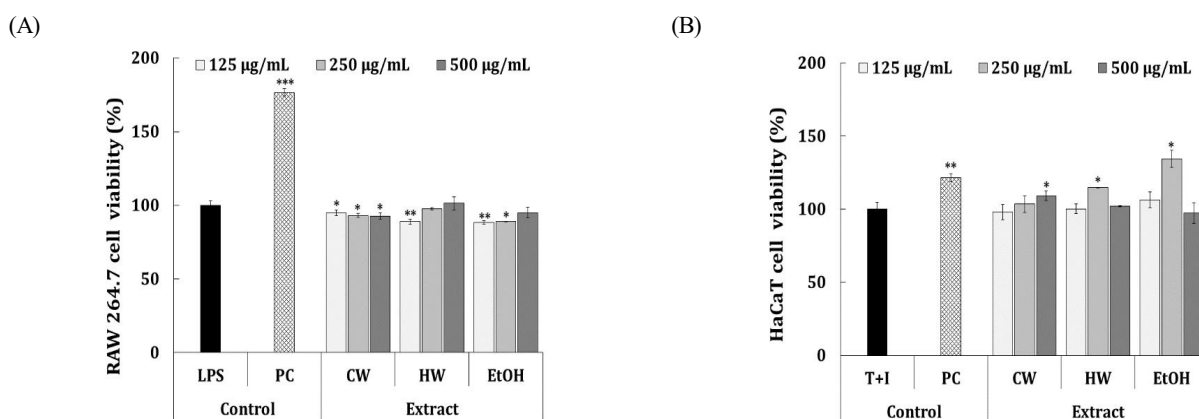 (A)
RAW 264.7 cell viability (%)
200
150
100
50
0
125 µg/mL 250 µg/mL 500 µg/mL
***
* * * ** ** *
LPS PC CW HW EtOH
Control Extract
(B)
HaCaT cell viability (%)
200
150
100
50
0
125 µg/mL 250 µg/mL 500 µg/mL
** * * *
T+I PC CW HW EtOH
Control Extract